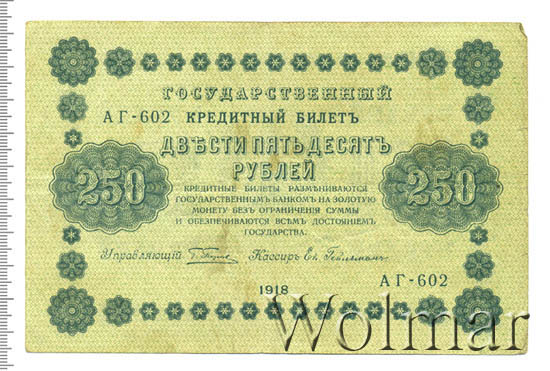 ГОСУДАРСТВЕННЫЙ
АГ-602 КРЕДИТНЫЙ БИЛЕТЪ
ДВѢСТИ ПЯТЬДЕСЯТЪ
РУБЛЕЙ
250
250
КРЕДИТНЫЕ БИЛЕТЫ РАЗМѢНИВАЮТСЯ
ГОСУДАРСТВЕННЫМЪ БАНКОМЪ НА ЗОЛОТУЮ
МОНЕТУ БЕЗЪ ОГРАНИЧЕНІЯ СУММЫ
И ОБЕЗПЕЧИВАЮТСЯ ВСѢМЪ ДОСТОЯНІЕМЪ
ГОСУДАРСТВА.
Управляющій Кассиръ
1918
АГ-602
Wolmar